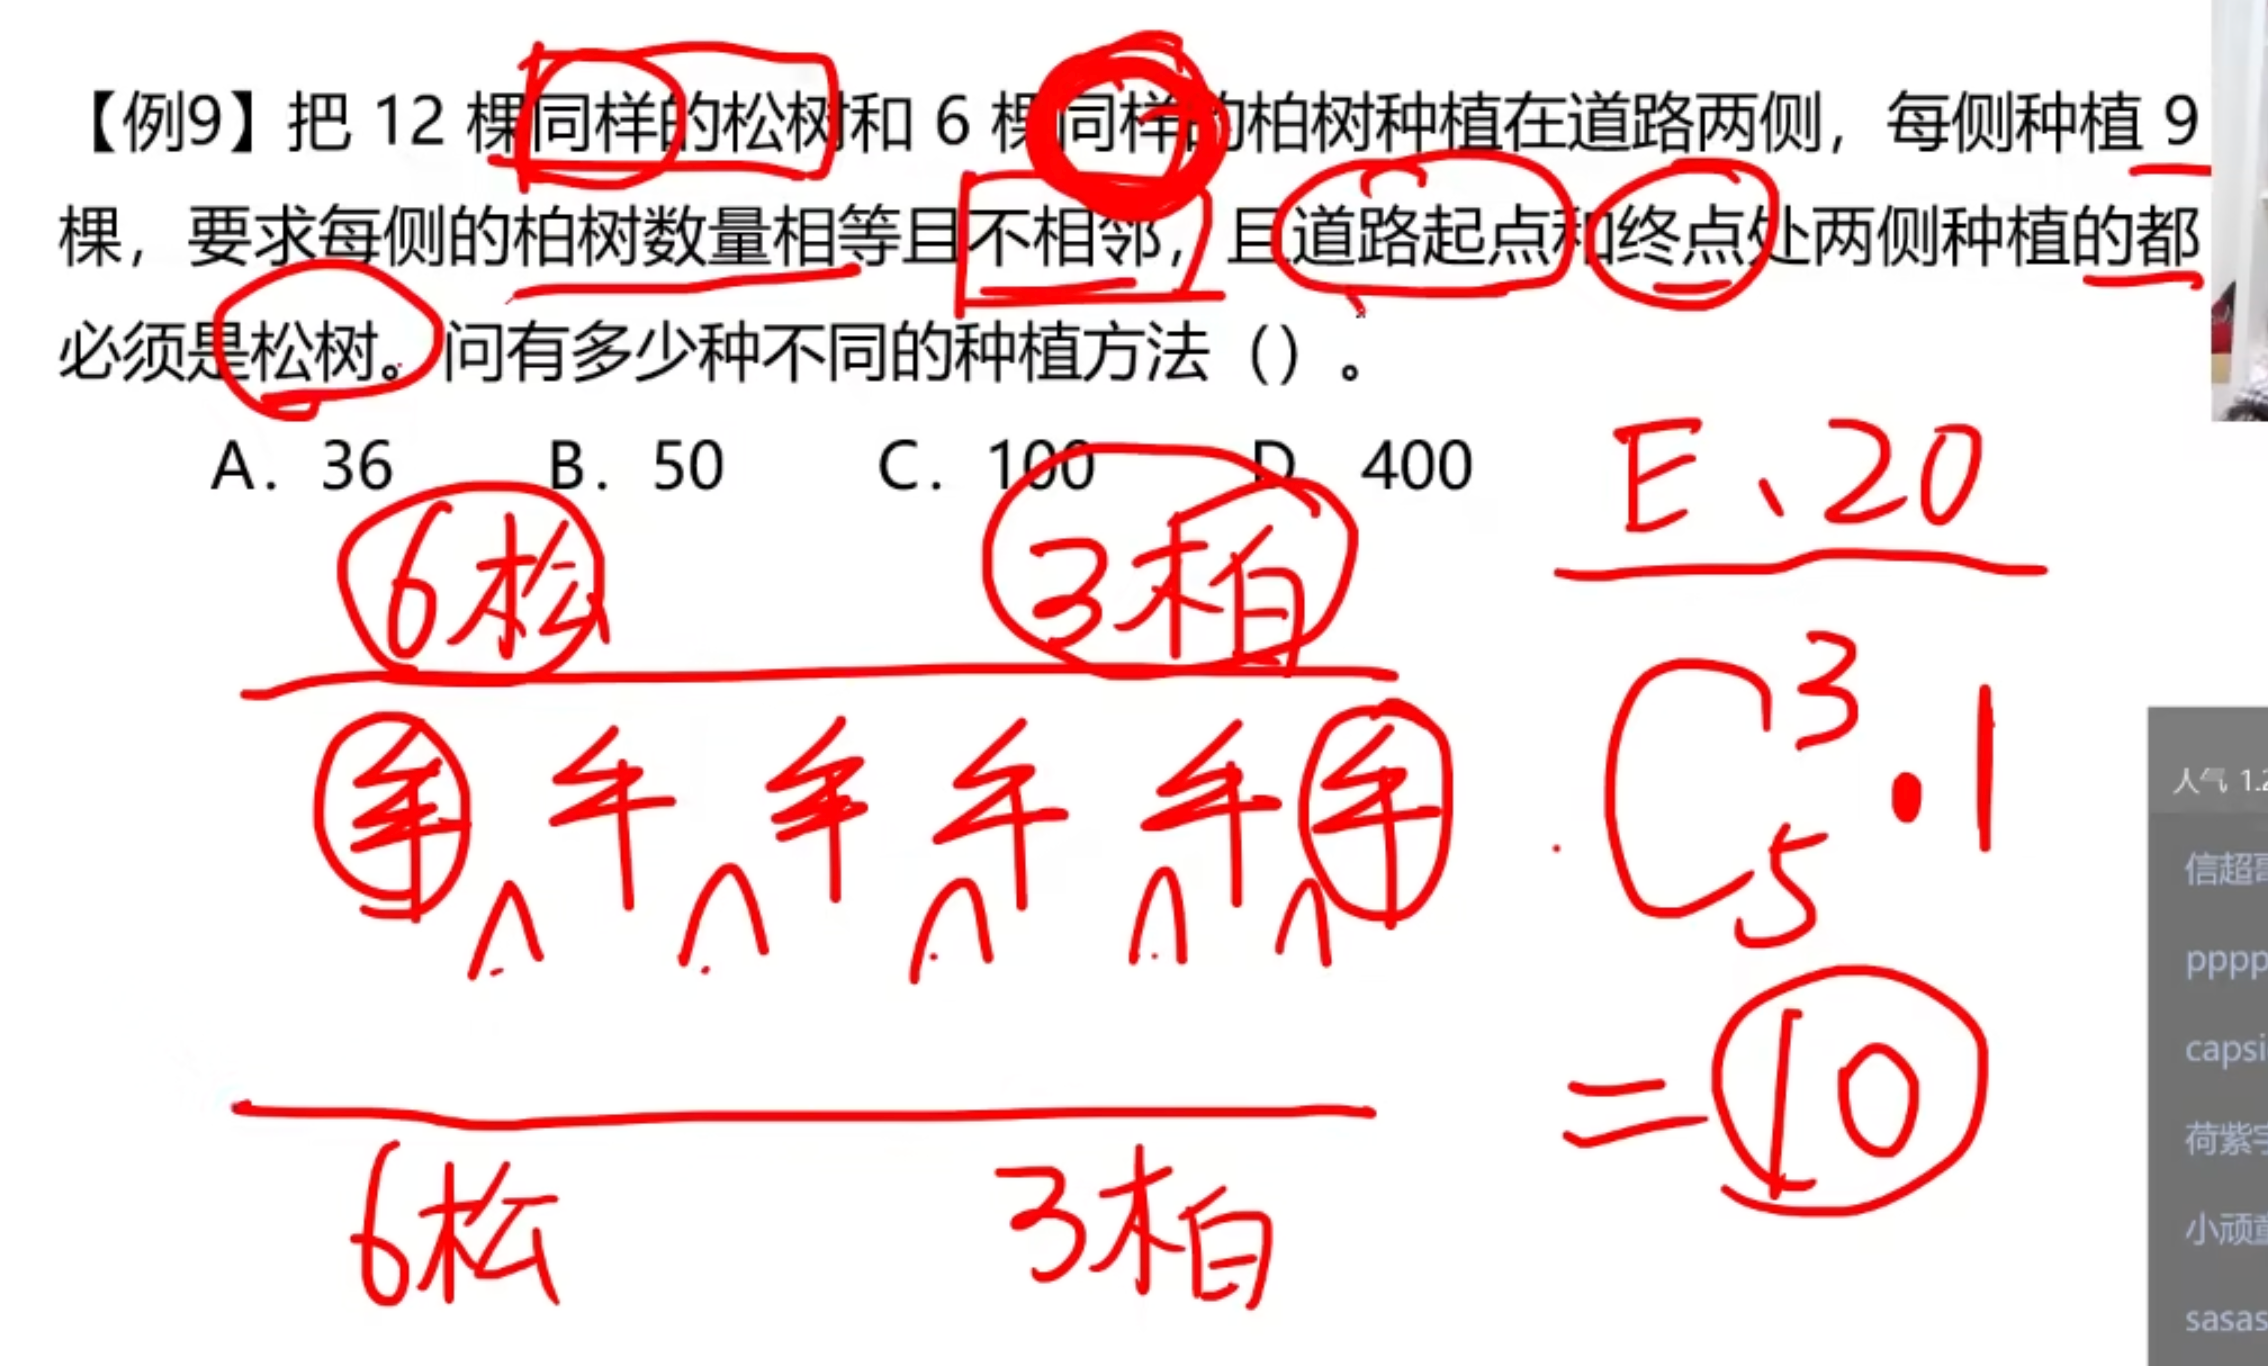 【例9】把 12 棵同样的松树和 6 棵同样的柏树种植在道路两侧，每侧种植 9
棵，要求每侧的柏树数量相等且不相邻，且道路起点和终点处两侧种植的都
必须是松树。问有多少种不同的种植方法（）。
A. 36 B. 50 C. 100 D. 400
E、20
6松 3柏
C 3 5 · 1
= 10
6松 3柏
人气 1.2
信超
pppp
capsi
荷紫
小顽
sasas